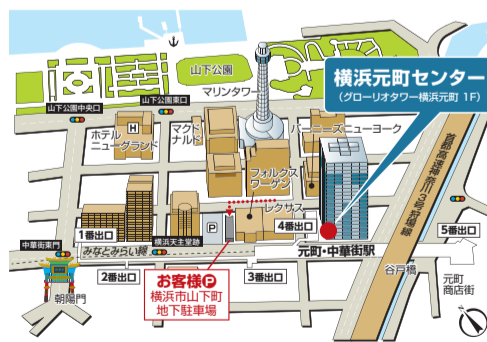 山下公園
マリンタワー
横浜元町センター
(グローリオタワー横浜元町 1F)
山下公園中央口
山下公園東口
H
ホテル
ニューグランド
マクド
ナルド
バーニーズニューヨーク
フォルクス
ワーゲン
首都高速神奈川3号狩場線
レクサス
P
1番出口
4番出口
5番出口
中華街東門
みなとみらい線
横浜天主堂跡
元町・中華街駅
2番出口
3番出口
谷戸橋
朝陽門
お客様P
横浜市山下町
地下駐車場
元町
商店街